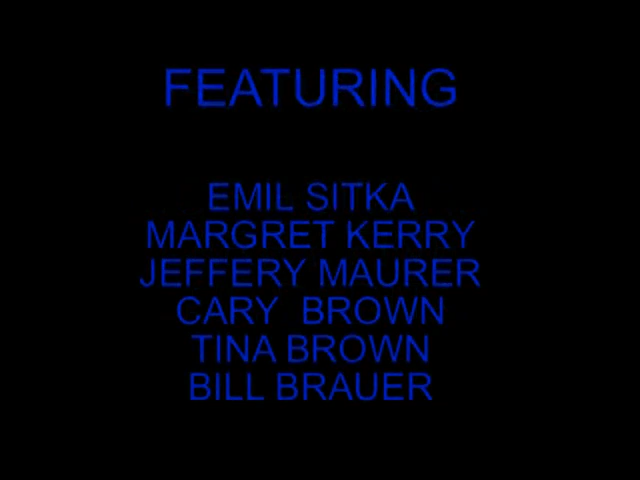 FEATURING
EMIL SITKA
MARGRET KERRY
JEFFERY MAURER
CARY BROWN
TINA BROWN
BILL BRAUER